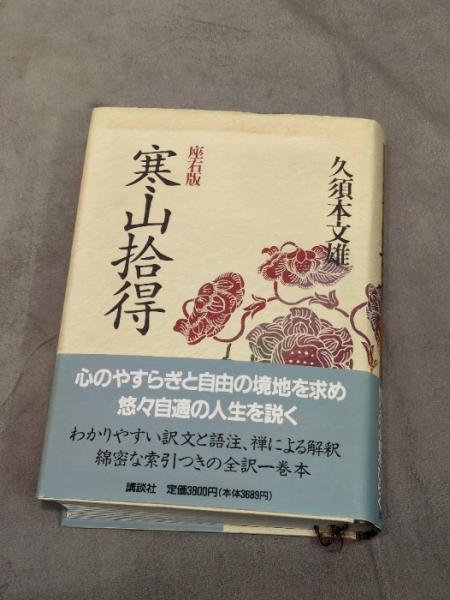 久須本文雄
座右版
寒山拾得
心のやすらぎと自由の境地を求め
悠々自適の人生を説く
わかりやすい訳文と語注、禅による解釈
綿密な索引つきの全訳一巻本
講談社 定価3800円(本体3689円)